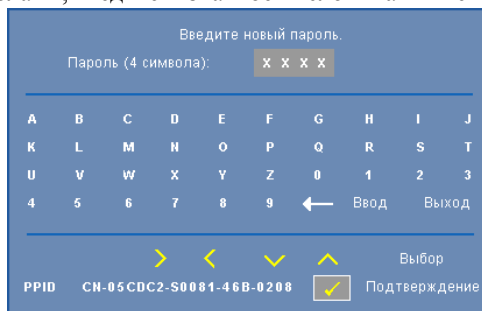 Введите новый пароль.
Пароль (4 символа): X X X X
A B C D E F G H I J
K L M N O P Q R S T
U V W X Y Z 0 1 2 3
4 5 6 7 8 9 Ввод Выход
Выбор
PPID CN-05CDC2-S0081-46B-0208 Подтверждение